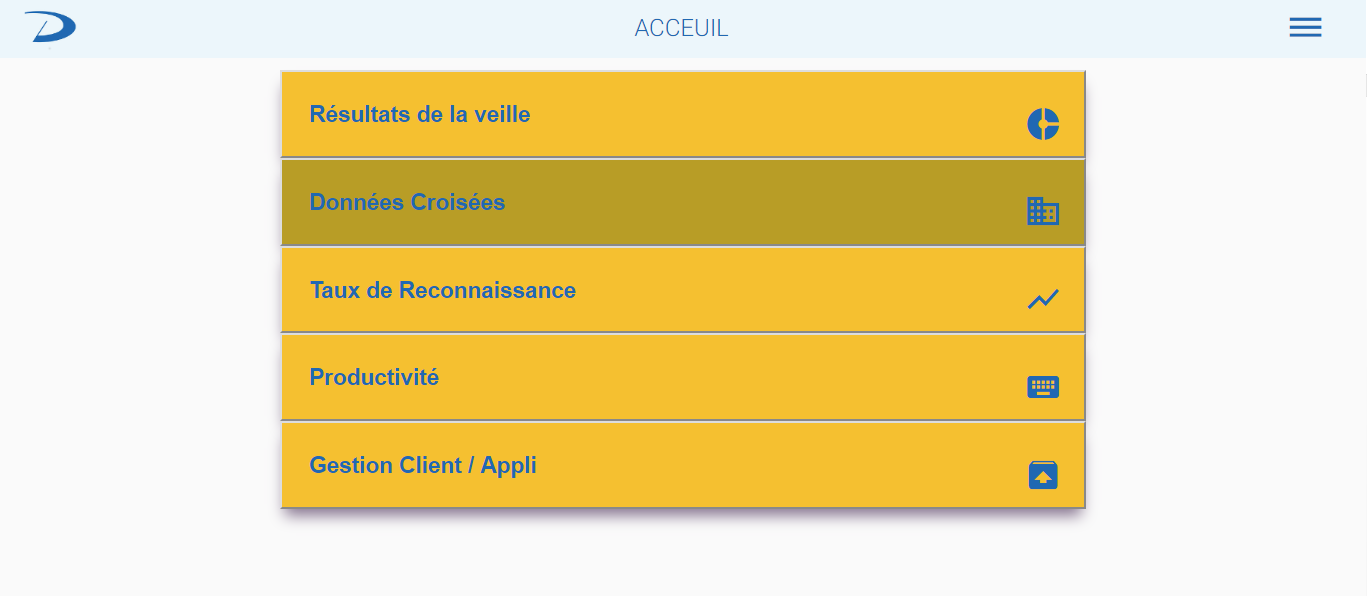 ACCEUIL
Résultats de la veille
Données Croisées
Taux de Reconnaissance
Productivité
Gestion Client / Appli